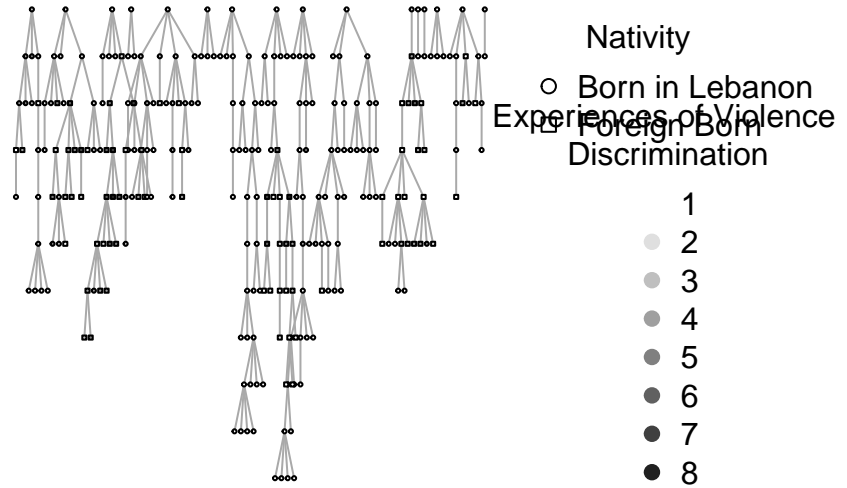 Nativity
Born in Lebanon
Experiences of Violence
Foreign Born
Discrimination
1
2
3
4
5
6
7
8